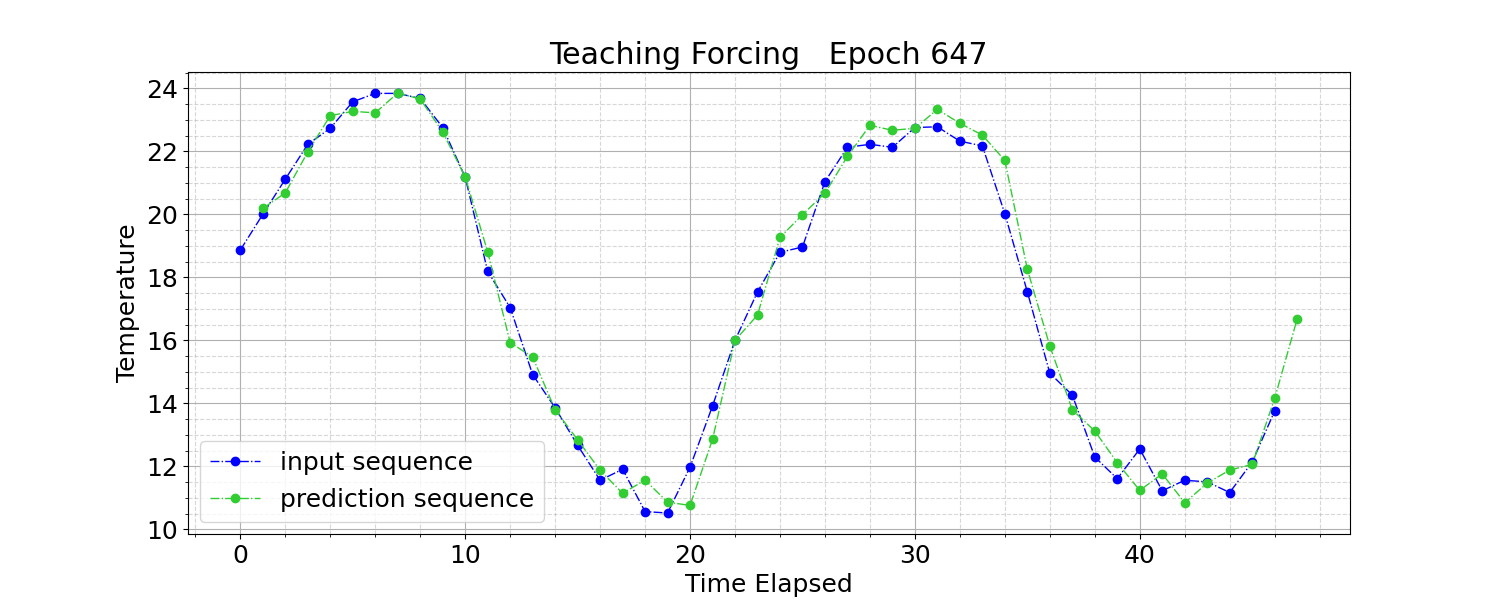 Teaching Forcing   Epoch 647
24
22
20
18
16
14
12
10
Temperature
input sequence
prediction sequence
0 10 20 30 40
Time Elapsed